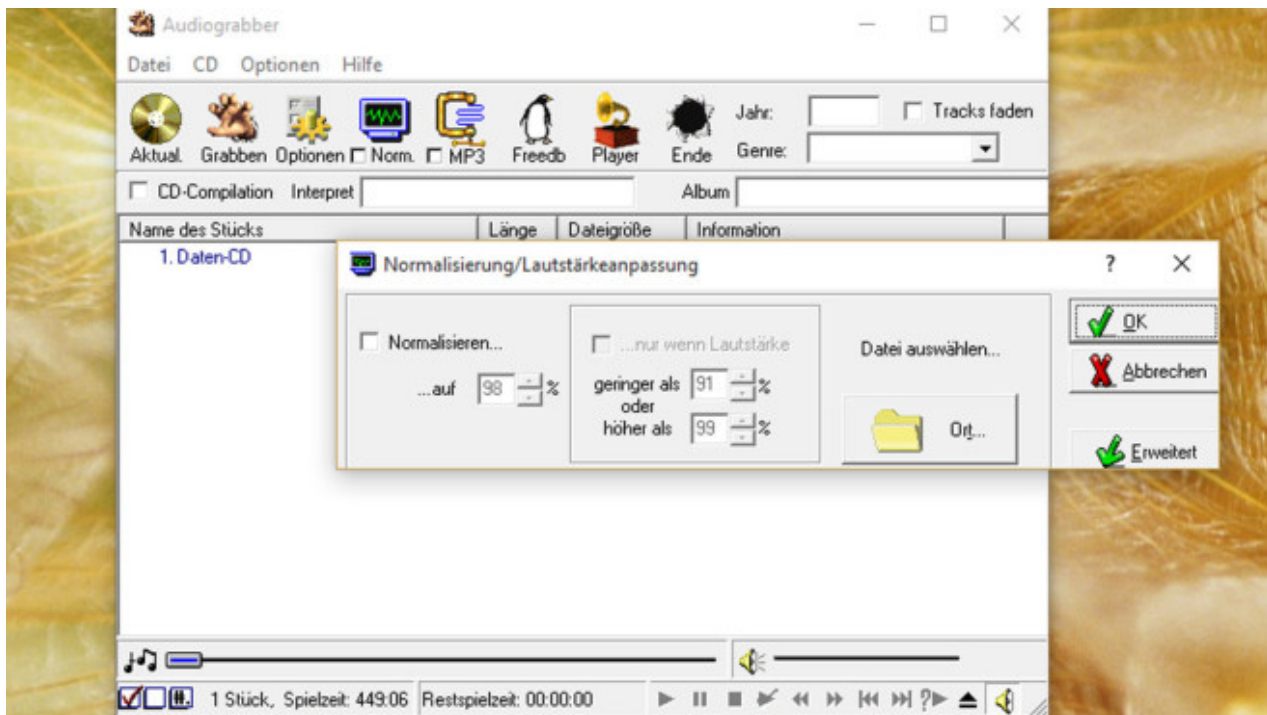 Audiograbber
Datei CD Optionen Hilfe
Jahr: Tracks faden
Aktual. Grabben Optionen Norm. MP3 Freedb Player Ende Genre:
CD-Compilation Interpret Album
Name des Stücks Länge Dateigröße Information
1. Daten-CD
Normalisierung/Lautstärkeanpassung ?
Normalisieren... ...nur wenn Lautstärke Datei auswählen... OK
...auf 98 % geringer als 91 % Abbrechen
oder
höher als 99 % Ort... Erweitert
1 Stück, Spielzeit: 449:06 Restspielzeit: 00:00:00